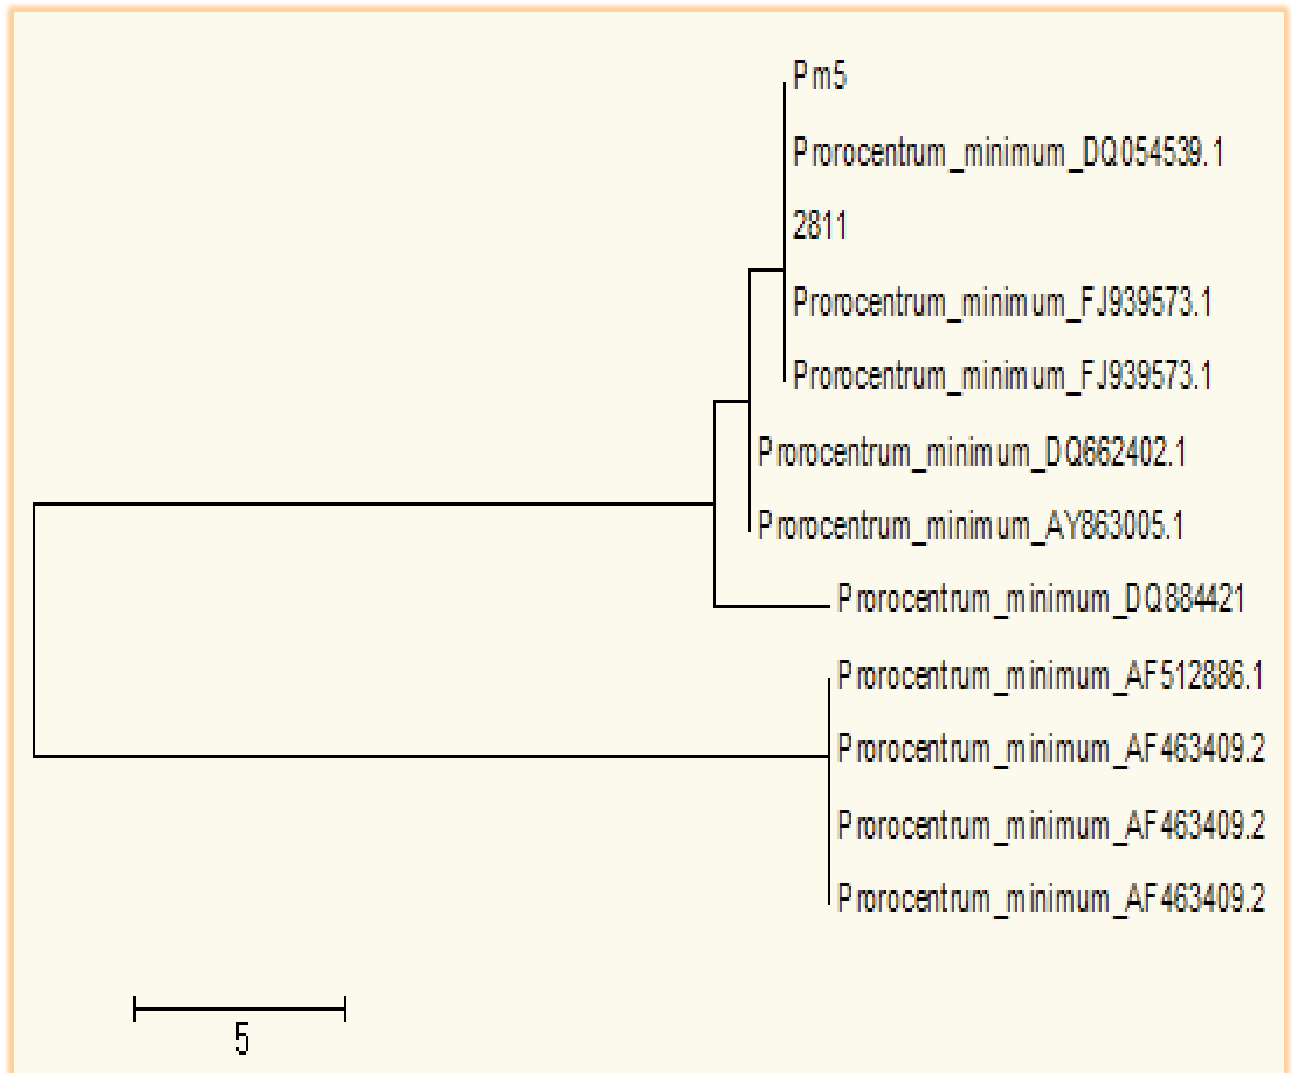 Pm5
Prorocentrum_minimum_DQ054539.1
2811
Prorocentrum_minimum_FJ939573.1
Prorocentrum_minimum_FJ939573.1
Prorocentrum_minimum_DQ662402.1
Prorocentrum_minimum_AY863005.1
Prorocentrum_minimum_DQ884421
Prorocentrum_minimum_AF512886.1
Prorocentrum_minimum_AF463409.2
Prorocentrum_minimum_AF463409.2
Prorocentrum_minimum_AF463409.2
5